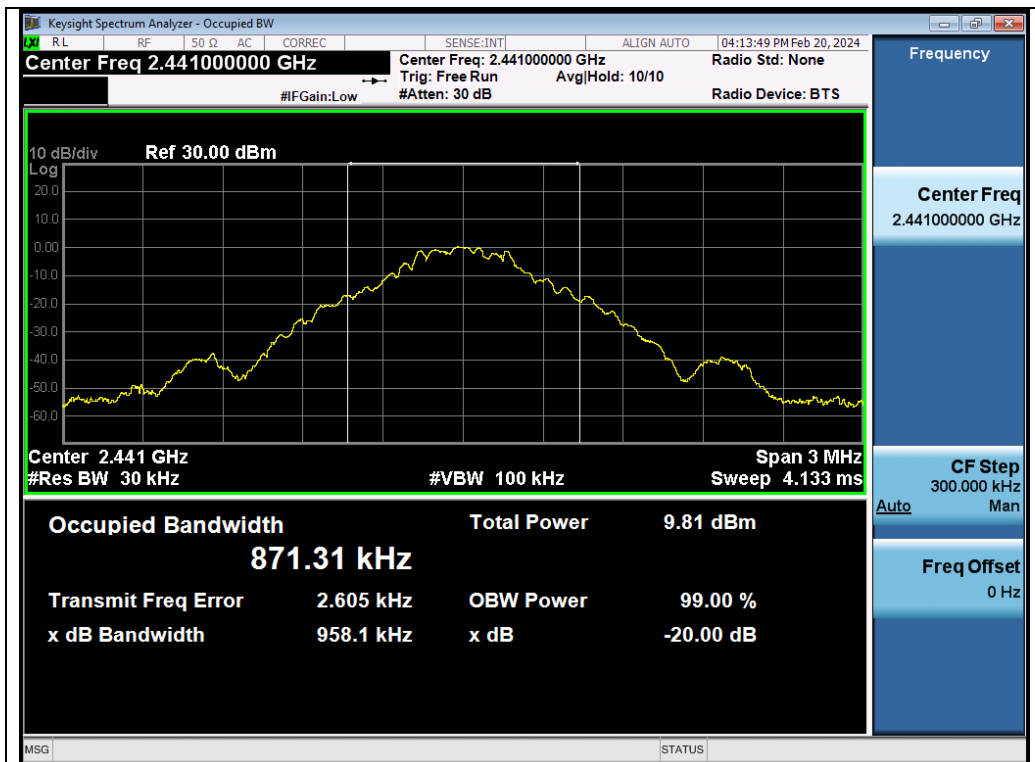 Keysight Spectrum Analyzer - Occupied BW
LXI RL RF 50 Ω AC CORREC SENSE:INT ALIGN AUTO 04:13:49 PM Feb 20, 2024
Center Freq 2.441000000 GHz
Center Freq: 2.441000000 GHz
Radio Std: None
Trig: Free Run Avg|Hold: 10/10
#IFGain:Low
#Atten: 30 dB
Radio Device: BTS
10 dB/div Ref 30.00 dBm
Log
20.0
10.0
0.00
-10.0
-20.0
-30.0
-40.0
-50.0
-60.0
Center 2.441 GHz Span 3 MHz
#Res BW 30 kHz #VBW 100 kHz Sweep 4.133 ms
Occupied Bandwidth Total Power 9.81 dBm
871.31 kHz
Transmit Freq Error 2.605 kHz OBW Power 99.00 %
x dB Bandwidth 958.1 kHz x dB -20.00 dB
Frequency
Center Freq
2.441000000 GHz
CF Step
300.000 kHz
Auto Man
Freq Offset
0 Hz
MSG STATUS